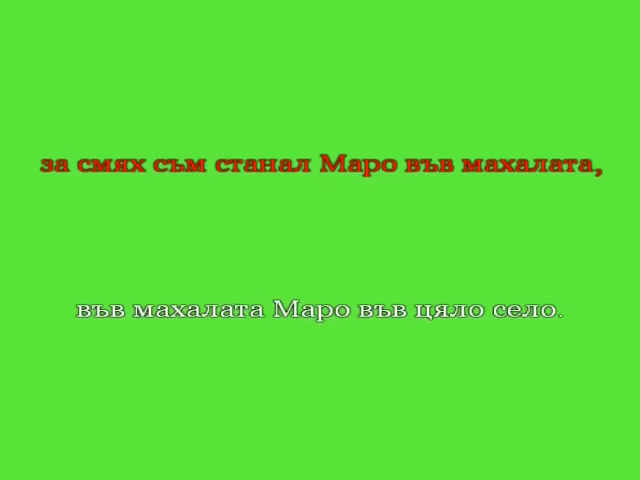 за смях съм станал Маро във махалата,
във махалата Маро във цяло село.